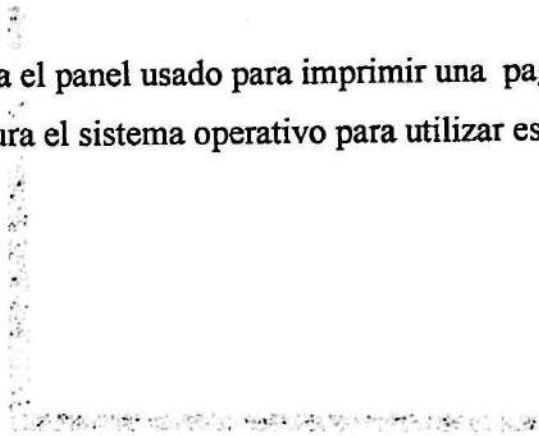 a el panel usado para imprimir una pa
ura el sistema operativo para utilizar es